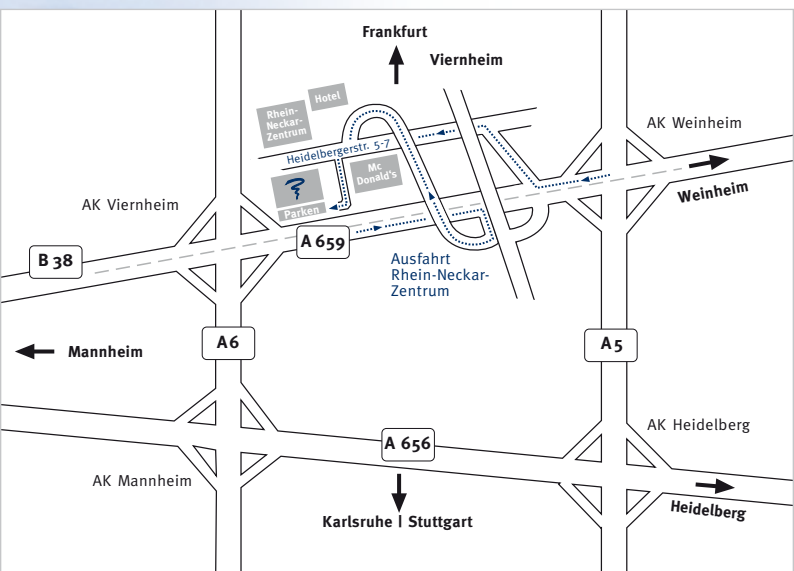 Frankfurt
Viernheim
Hotel
Rhein-
Neckar-
Zentrum
Heidelbergerstr. 5-7
Mc
Donald's
Parken
AK Weinheim
Weinheim
AK Viernheim
A 659
B 38
Ausfahrt
Rhein-Neckar-
Zentrum
A6
A5
Mannheim
A 656
AK Heidelberg
AK Mannheim
Heidelberg
Karlsruhe | Stuttgart